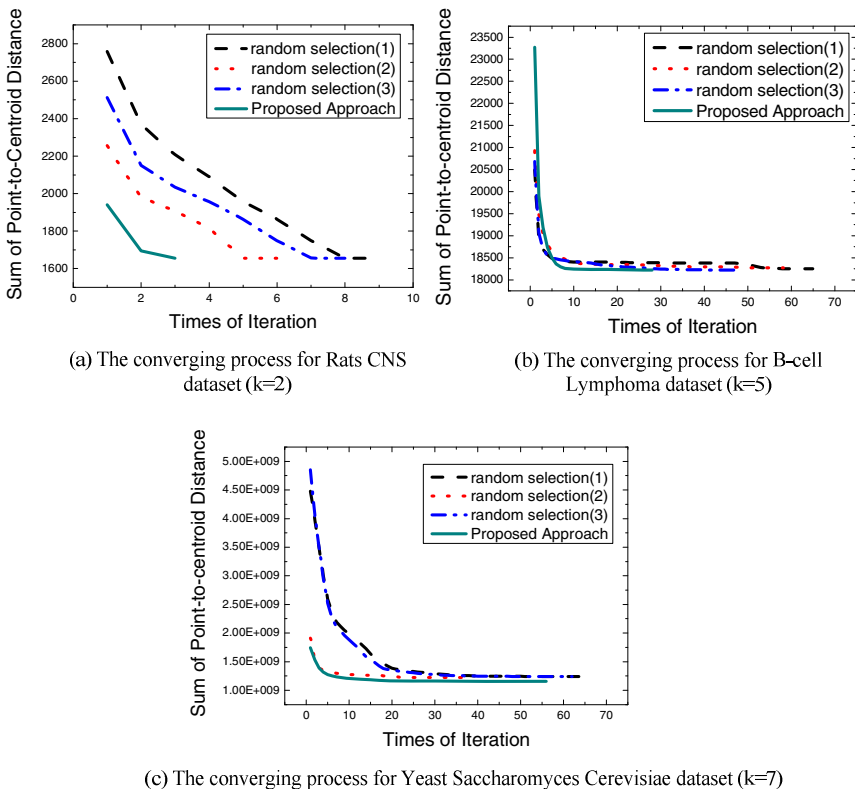 2800
2600
2400
2200
2000
1800
1600
0 2 4 6 8 10
Sum of Point-to-Centroid Distance
Times of Iteration
random selection(1)
random selection(2)
random selection(3)
Proposed Approach
(a) The converging process for Rats CNS
dataset (k=2)
23500
23000
22500
22000
21500
21000
20500
20000
19500
19000
18500
18000
0 10 20 30 40 50 60 70
Sum of Point-to-centroid Distance
Times of Iteration
random selection(1)
random selection(2)
random selection(3)
Proposed Approach
(b) The converging process for B-cell
Lymphoma dataset (k=5)
5.00E+009
4.50E+009
4.00E+009
3.50E+009
3.00E+009
2.50E+009
2.00E+009
1.50E+009
1.00E+009
0 10 20 30 40 50 60 70
Sum of Point-to-centroid Distance
Times of Iteration
random selection(1)
random selection(2)
random selection(3)
Proposed Approach
(c) The converging process for Yeast Saccharomyces Cerevisiae dataset (k=7)